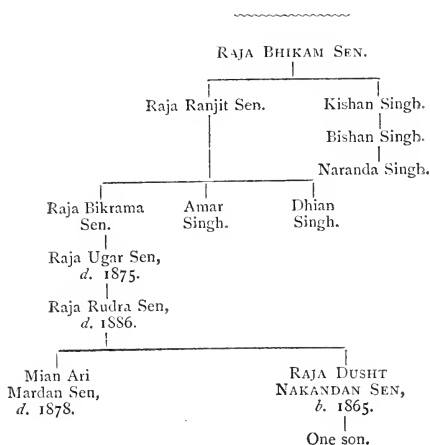 RAJA BHIKAM SEN.
Raja Ranjit Sen.
Kishan Singh.
Bishan Singh.
Naranda Singh.
Raja Bikrama
Sen.
Amar
Singh.
Dhian
Singh.
Raja Ugar Sen,
d. 1875.
Raja Rudra Sen,
d. 1886.
Mian Ari
Mardan Sen,
d. 1878.
RAJA DUSHT
NAKANDAN SEN,
b. 1865.
One son.